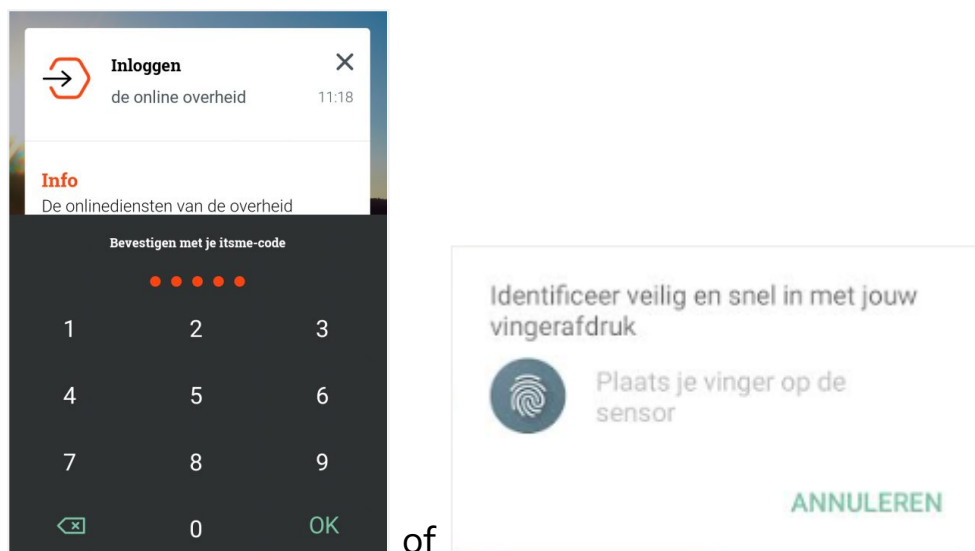 Inloggen
de online overheid 11:18
Info
De onlinediensten van de overheid
Bevestigen met je itsme-code
1 2 3
4 5 6
7 8 9
0 OK
of
Identificeer veilig en snel in met jouw
vingerafdruk
Plaats je vinger op de
sensor
ANNULEREN